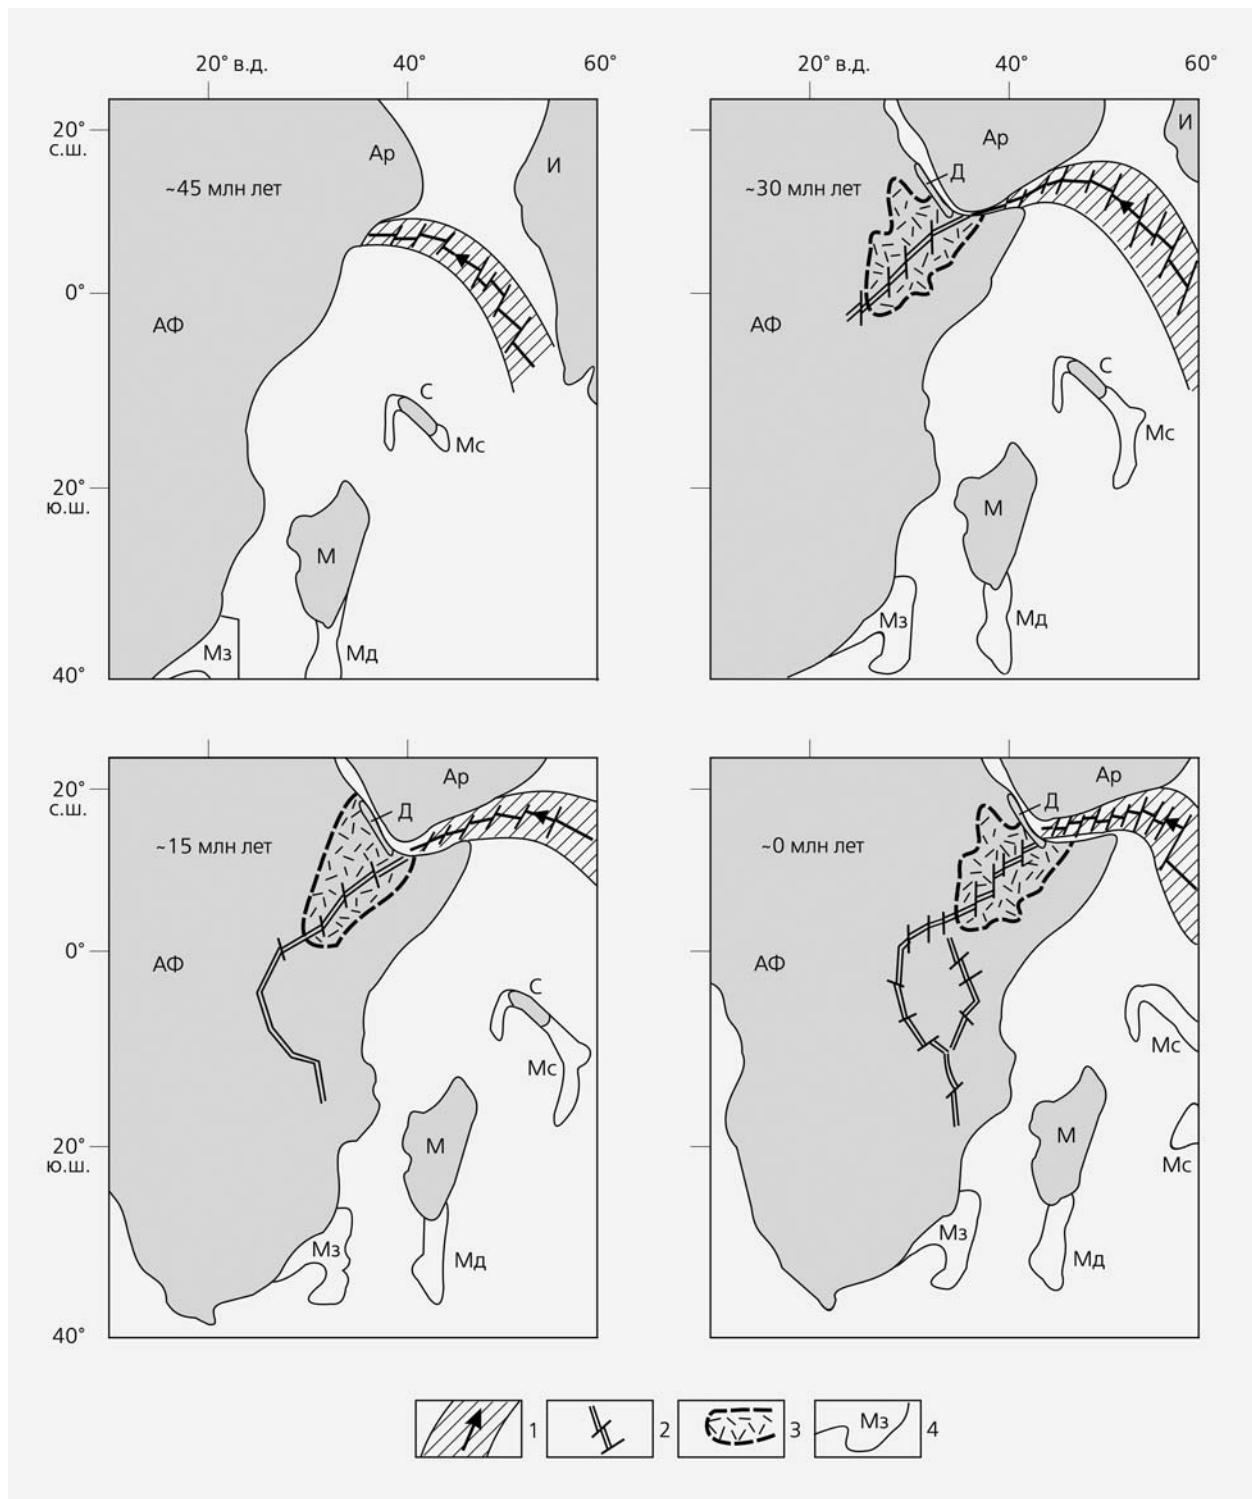 20° в.д.
40°
60°
20°
с.ш.
0°
20°
ю.ш.
40°
~45 млн лет
Ар
И
АФ
С
Мс
М
Мз
Мд
20° в.д.
40°
60°
~30 млн лет
Ар
И
Д
АФ
С
Мс
М
Мз
Мд
20°
с.ш.
0°
20°
ю.ш.
40°
~15 млн лет
Ар
Д
АФ
С
Мс
М
Мз
Мд
~0 млн лет
Ар
Д
АФ
Мс
М
Мс
Мз
Мд
1
2
3
Мз
4